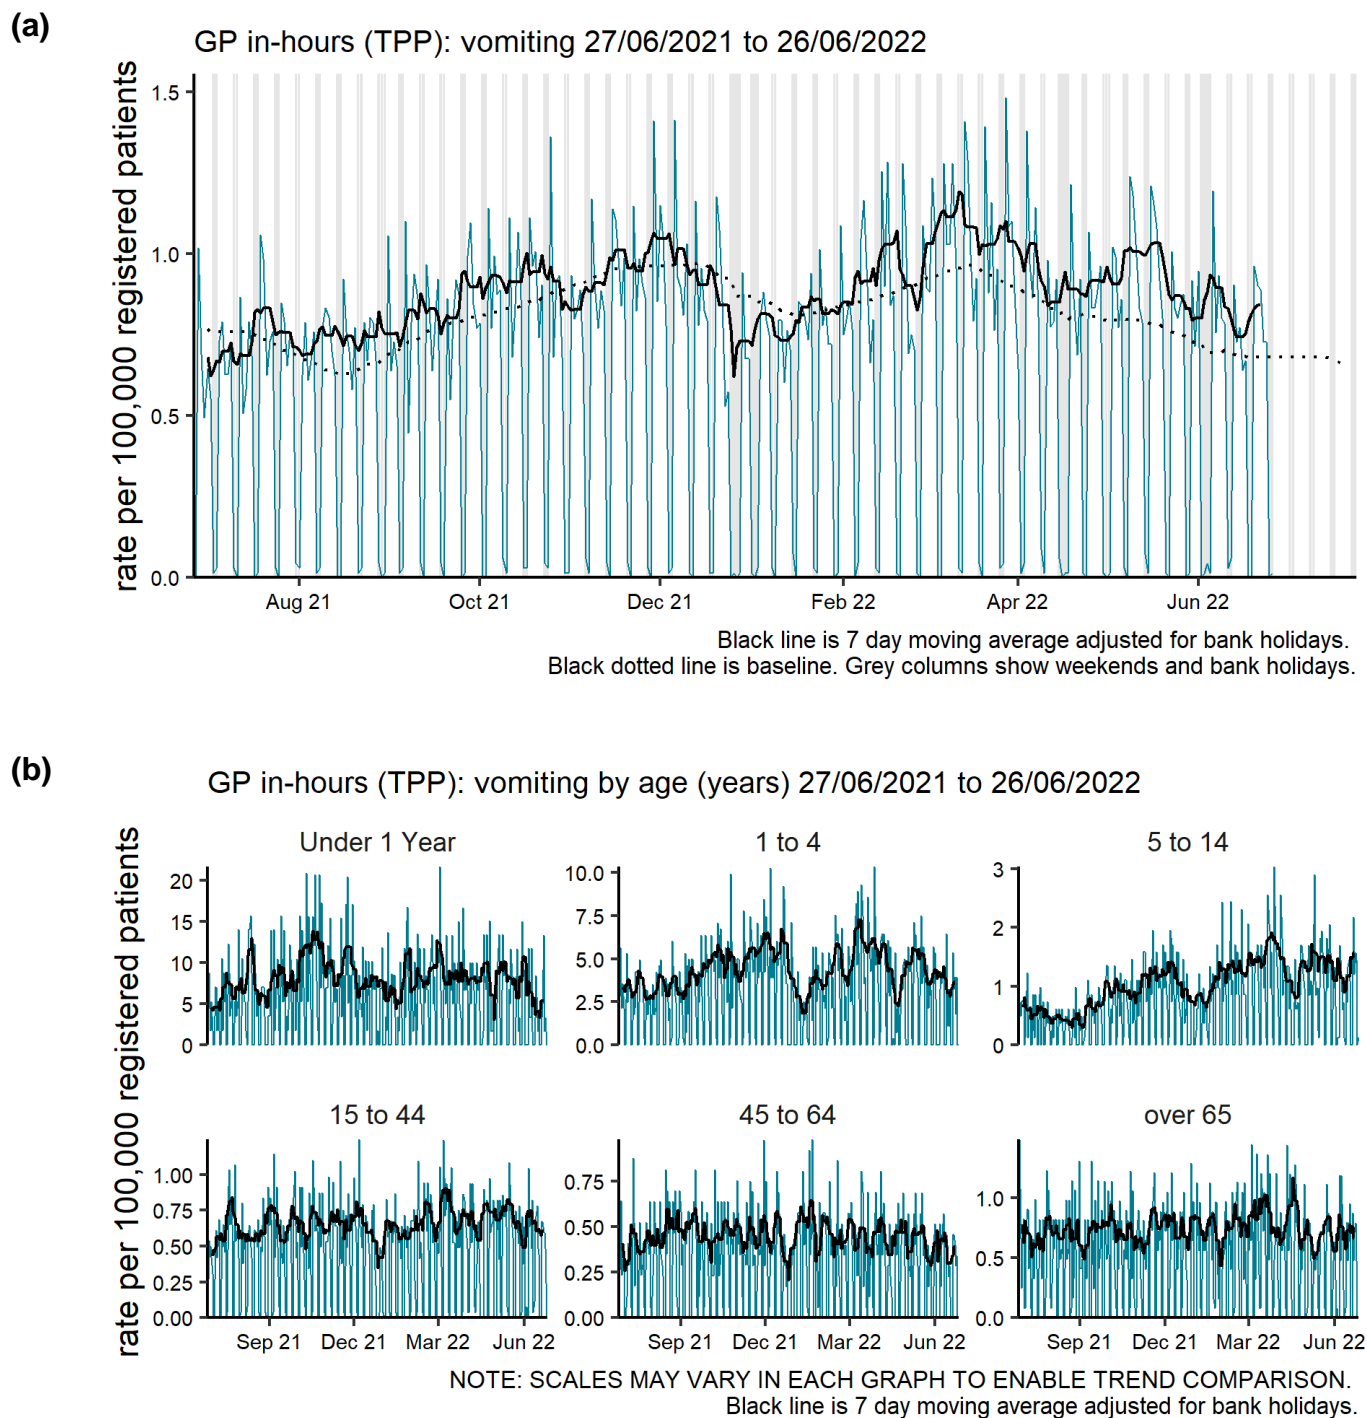 (a)
GP in-hours (TPP): vomiting 27/06/2021 to 26/06/2022
rate per 100,000 registered patients
1.5
1.0
0.5
0.0
Aug 21 Oct 21 Dec 21 Feb 22 Apr 22 Jun 22
Black line is 7 day moving average adjusted for bank holidays.
Black dotted line is baseline. Grey columns show weekends and bank holidays.
(b)
GP in-hours (TPP): vomiting by age (years) 27/06/2021 to 26/06/2022
rate per 100,000 registered patients
Under 1 Year
20
15
10
5
0
1 to 4
10.0
7.5
5.0
2.5
0.0
5 to 14
3
2
1
0
15 to 44
1.00
0.75
0.50
0.25
0.00
Sep 21 Dec 21 Mar 22 Jun 22
45 to 64
0.75
0.50
0.25
0.00
Sep 21 Dec 21 Mar 22 Jun 22
over 65
1.0
0.5
0.0
Sep 21 Dec 21 Mar 22 Jun 22
NOTE: SCALES MAY VARY IN EACH GRAPH TO ENABLE TREND COMPARISON.
Black line is 7 day moving average adjusted for bank holidays.